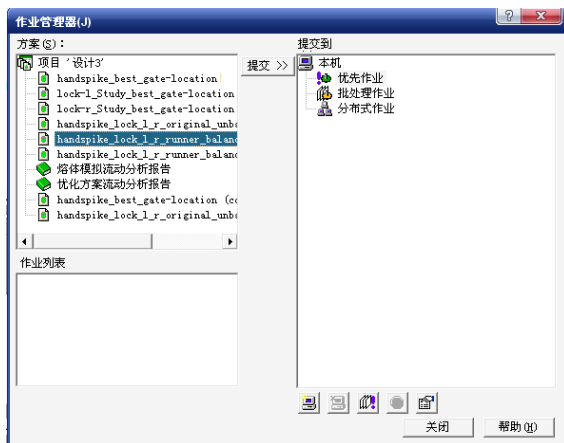 作业管理器(J)
方案(S):
项目 '设计3'
handspike_best_gate-location
lock-l_Study_best_gate-location
lock-r_Study_best_gate-location
handspike_lock_l_r_original_unb
handspike_lock_l_r_runner_balan
handspike_lock_l_r_runner_balan
熔体模拟流动分析报告
优化方案流动分析报告
handspike_best_gate-location (co
handspike_lock_l_r_original_unb
提交 >>
提交到
本机
优先作业
批处理作业
分布式作业
作业列表
关闭
帮助(H)